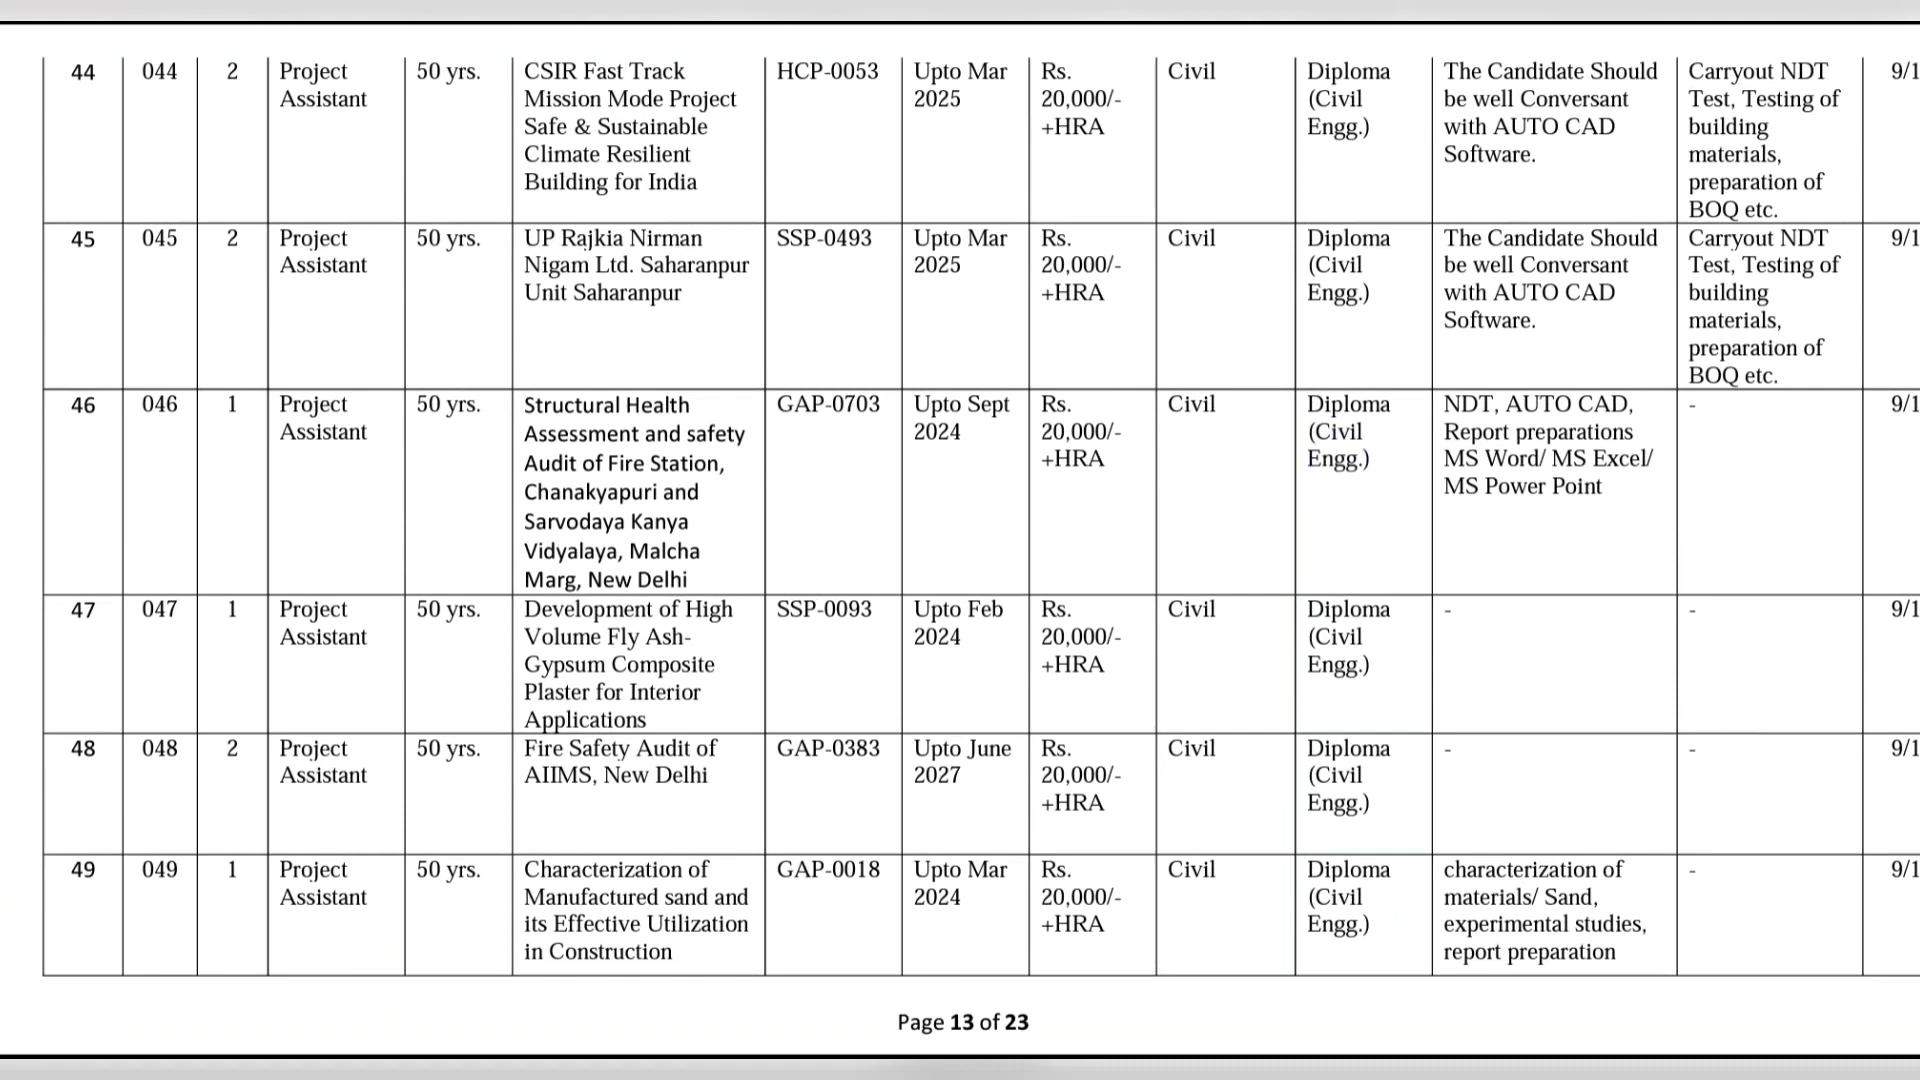 44 044 2 Project 50 yrs. CSIR Fast Track HCP-0053 Upto Mar Rs. Civil Diploma The Candidate Should Carryout NDT 9/1
Assistant Mission Mode Project 2025 20,000/- (Civil be well Conversant Test, Testing of
Safe & Sustainable +HRA Engg.) with AUTO CAD building
Climate Resilient Software. materials,
Building for India preparation of
BOQ etc.
45 045 2 Project 50 yrs. UP Rajkia Nirman SSP-0493 Upto Mar Rs. Civil Diploma The Candidate Should Carryout NDT 9/1
Assistant Nigam Ltd. Saharanpur 2025 20,000/- (Civil be well Conversant Test, Testing of
Unit Saharanpur +HRA Engg.) with AUTO CAD building
Software. materials,
preparation of
BOQ etc.
46 046 1 Project 50 yrs. Structural Health GAP-0703 Upto Sept Rs. Civil Diploma NDT, AUTO CAD, - 9/1
Assistant Assessment and safety 2024 20,000/- (Civil Report preparations
Audit of Fire Station, +HRA Engg.) MS Word/ MS Excel/
Chanakyapuri and MS Power Point
Sarvodaya Kanya
Vidyalaya, Malcha
Marg, New Delhi
47 047 1 Project 50 yrs. Development of High SSP-0093 Upto Feb Rs. Civil Diploma - - 9/1
Assistant Volume Fly Ash- 2024 20,000/- (Civil
Gypsum Composite +HRA Engg.)
Plaster for Interior
Applications
48 048 2 Project 50 yrs. Fire Safety Audit of GAP-0383 Upto June Rs. Civil Diploma - - 9/1
Assistant AIIMS, New Delhi 2027 20,000/- (Civil
+HRA Engg.)
49 049 1 Project 50 yrs. Characterization of GAP-0018 Upto Mar Rs. Civil Diploma characterization of - 9/1
Assistant Manufactured sand and 2024 20,000/- (Civil materials/ Sand,
its Effective Utilization +HRA Engg.) experimental studies,
in Construction report preparation
Page 13 of 23